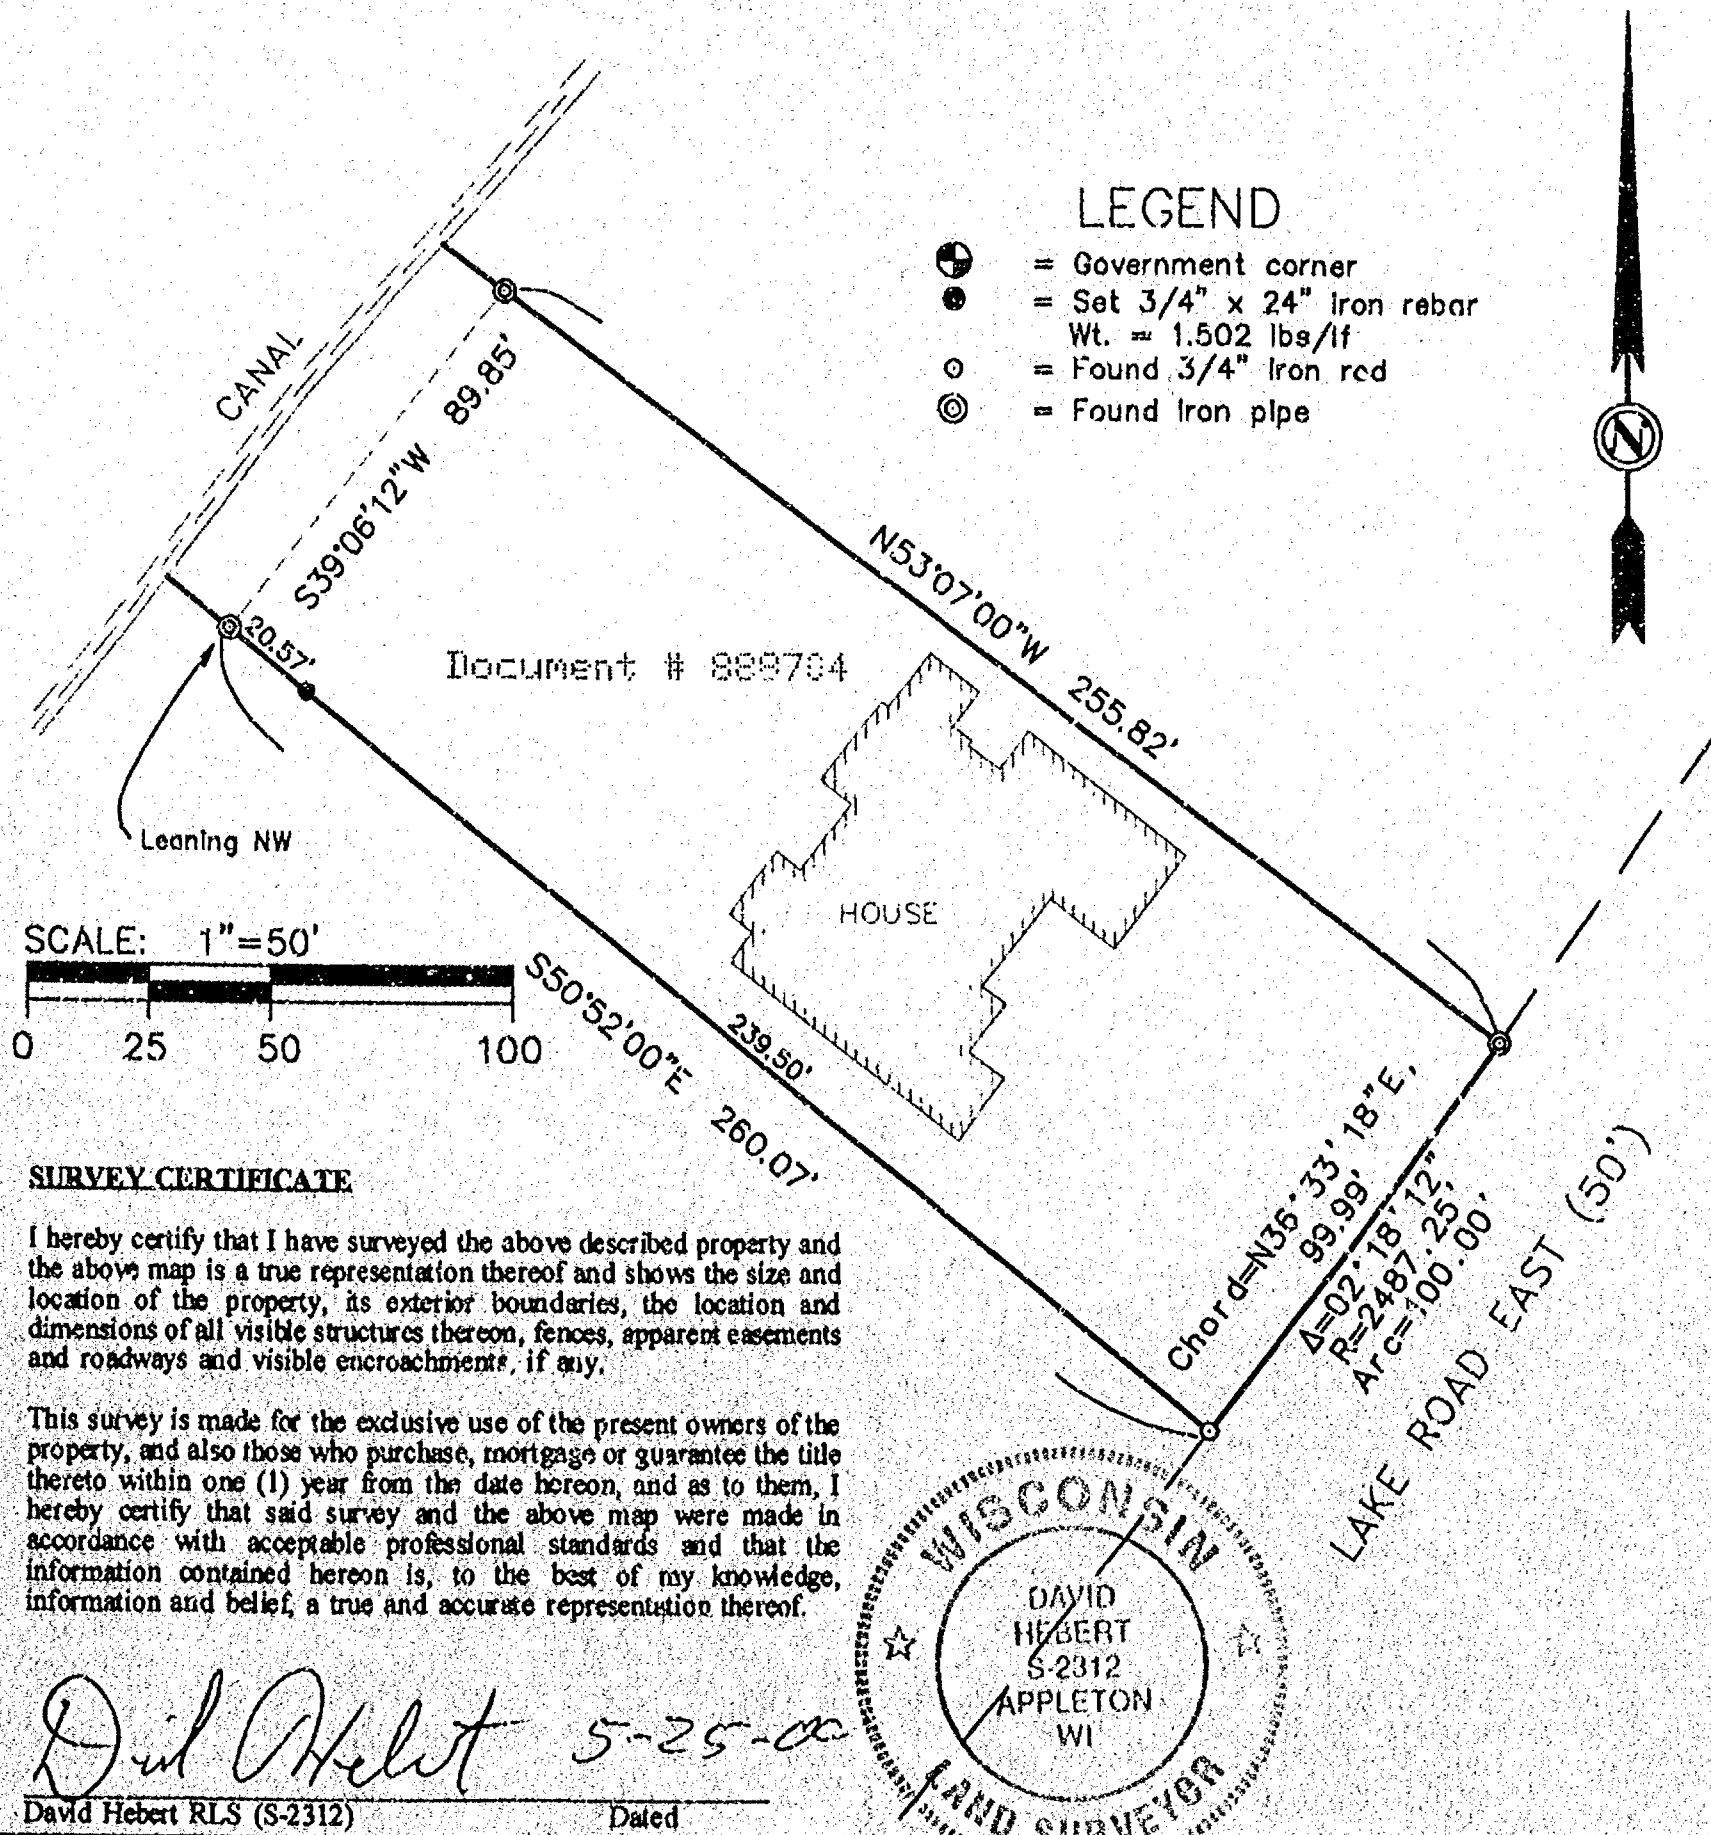 LEGEND
= Government corner
= Set 3/4" x 24" iron rebar
Wt. = 1.502 lbs/lf
= Found 3/4" iron rod
= Found iron pipe
N
CANAL
S39°06'12"W 89.85'
N53°07'00"W 255.82'
20.57'
Document # 889704
Leaning NW
HOUSE
SCALE: 1"=50'
0 25 50 100
S50°52'00"E 260.07'
239.50'
Chord=N36°33'18"E,
99.99'
Δ=02°18'12"
R=2487.25',
Arc=100.00'
LAKE ROAD EAST (50')
SURVEY CERTIFICATE
I hereby certify that I have surveyed the above described property and
the above map is a true representation thereof and shows the size and
location of the property, its exterior boundaries, the location and
dimensions of all visible structures thereon, fences, apparent easements
and roadways and visible encroachments, if any.
This survey is made for the exclusive use of the present owners of the
property, and also those who purchase, mortgage or guarantee the title
thereto within one (1) year from the date hereon, and as to them, I
hereby certify that said survey and the above map were made in
accordance with acceptable professional standards and that the
information contained hereon is, to the best of my knowledge,
information and belief, a true and accurate representation thereof.
David Hebert 5-25-00
David Hebert RLS (S-2312) Dated
WISCONSIN
DAVID
HEBERT
S-2312
APPLETON
WI
LAND SURVEYOR